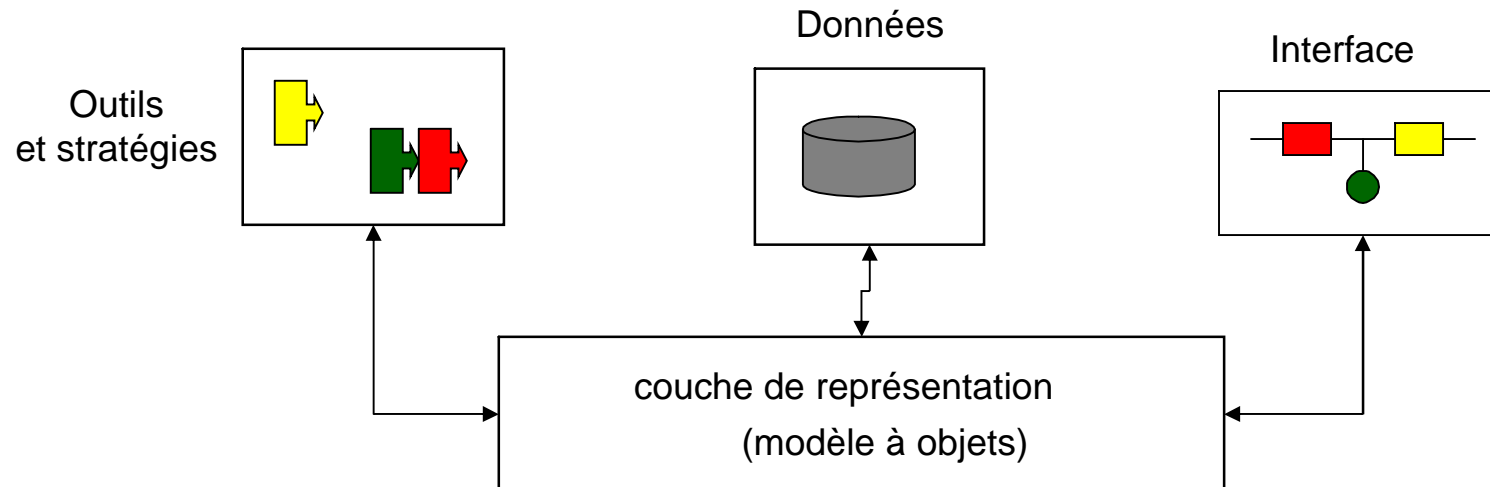 Outils
et stratégies
Données
Interface
couche de représentation
(modèle à objets)